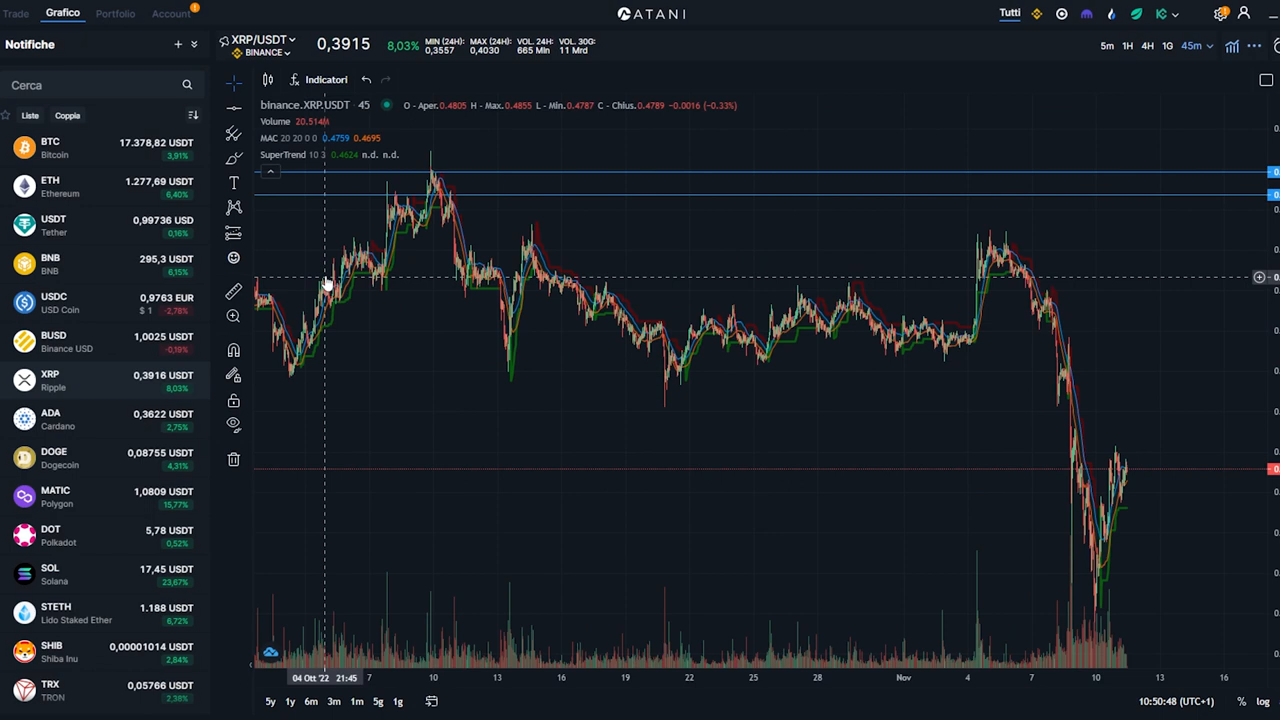 Trade Grafico Portfolio Account ATANI Tutti
Notifiche
XRP/USDT 0,3915 8,03% MIN (24H): MAX (24H): VOL. 24H: VOL. 30G:
BINANCE 0,3557 0,4030 665 Mln 11 Mrd 5m 1H 4H 1G 45m
Cerca Indicatori
binance.XRP,USDT · 45 O - Aper. 0.4805 H - Max. 0.4855 L - Min. 0.4787 C - Chius. 0.4789 -0.0016 (-0.33%)
Volume 20.514M
MAC 20 20 0 0 0.4759 0.4695
SuperTrend 10 3 0.4624 n.d. n.d.
Liste Coppia
BTC 17.378,82 USDT
Bitcoin 3,91%
ETH 1.277,69 USDT
Ethereum 6,40%
USDT 0,99736 USD
Tether 0,16%
BNB 295,3 USDT
BNB 6,15%
USDC 0,9763 EUR
USD Coin $ 1 -2,78%
BUSD 1,0025 USDT
Binance USD -0,19%
XRP 0,3916 USDT
Ripple 8,03%
ADA 0,3622 USDT
Cardano 2,75%
DOGE 0,08755 USDT
Dogecoin 4,31%
MATIC 1,0809 USDT
Polygon 15,77%
DOT 5,78 USDT
Polkadot 0,52%
SOL 17,45 USDT
Solana 23,67%
STETH 1.188 USDT
Lido Staked Ether 6,72%
SHIB 0,00001014 USDT
Shiba Inu 2,84%
TRX 0,05766 USDT
TRON 2,38%
04 Ott '22 21:45 7 10 13 16 19 22 25 28 Nov 4 7 10 13 16
5y 1y 6m 3m 1m 5g 1g 10:50:48 (UTC+1) % log